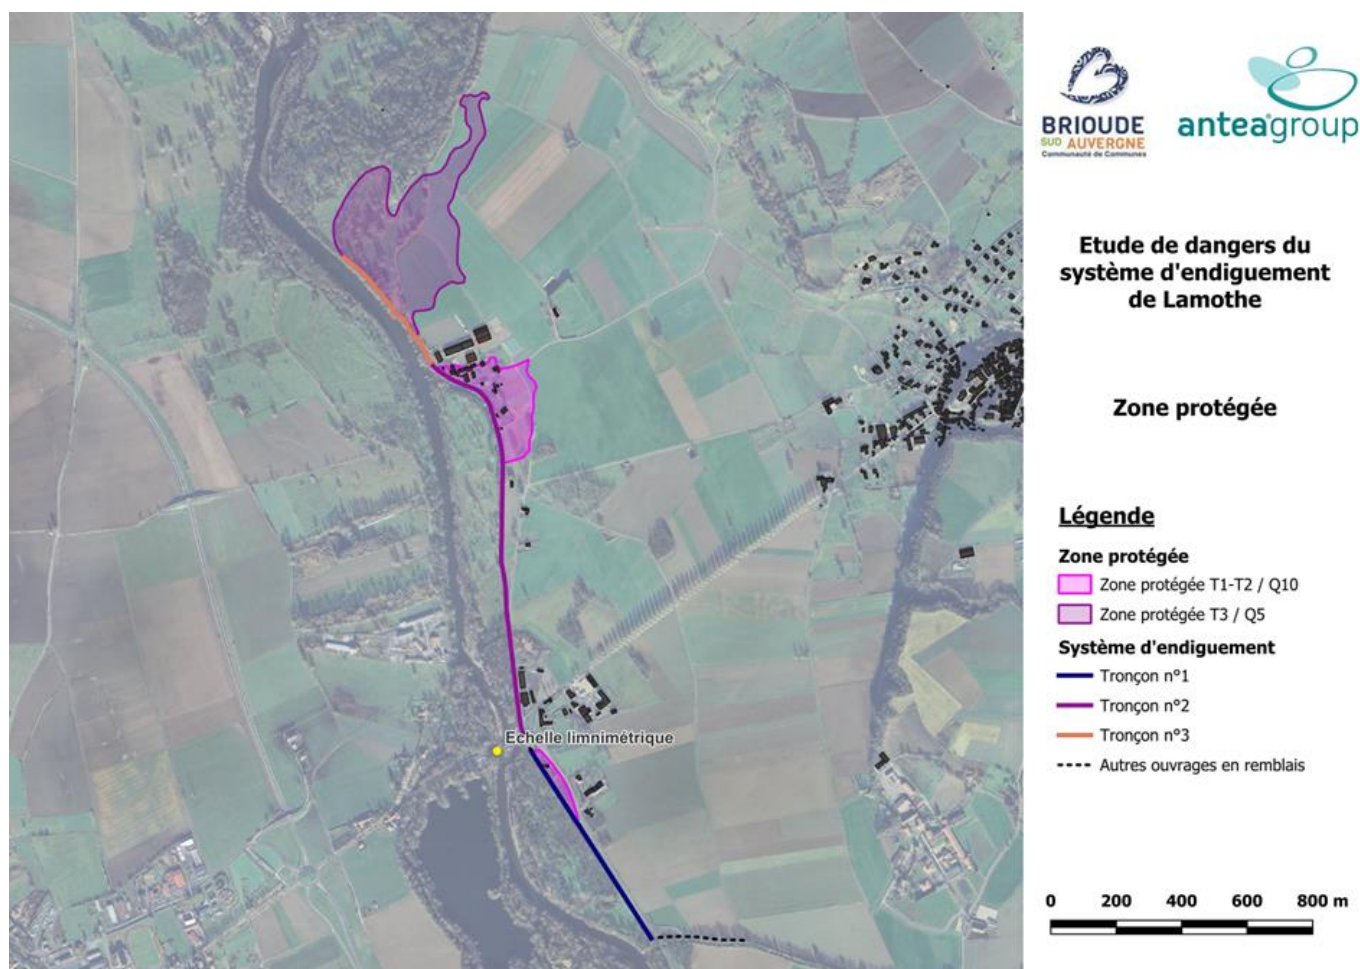 BRIOUDE
SUD AUVERGNE
Communauté de Communes
anteagroup
Etude de dangers du
système d'endiguement
de Lamothe
Zone protégée
Légende
Zone protégée
Zone protégée T1-T2 / Q10
Zone protégée T3 / Q5
Système d'endiguement
Tronçon n°1
Tronçon n°2
Tronçon n°3
Autres ouvrages en remblais
Echelle limnimétrique
0 200 400 600 800 m